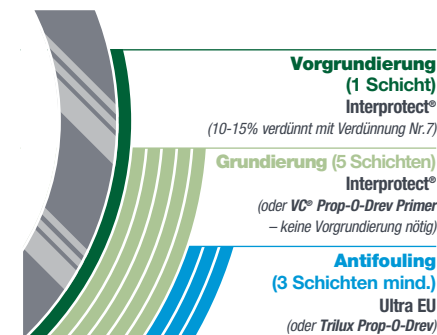 Vorgrundierung
(1 Schicht)
Interprotect®
(10-15% verdünnt mit Verdünnung Nr.7)
Grundierung (5 Schichten)
Interprotect®
(oder VC® Prop-O-Drev Primer
– keine Vorgrundierung nötig)
Antifouling
(3 Schichten mind.)
Ultra EU
(oder Trilux Prop-O-Drev)